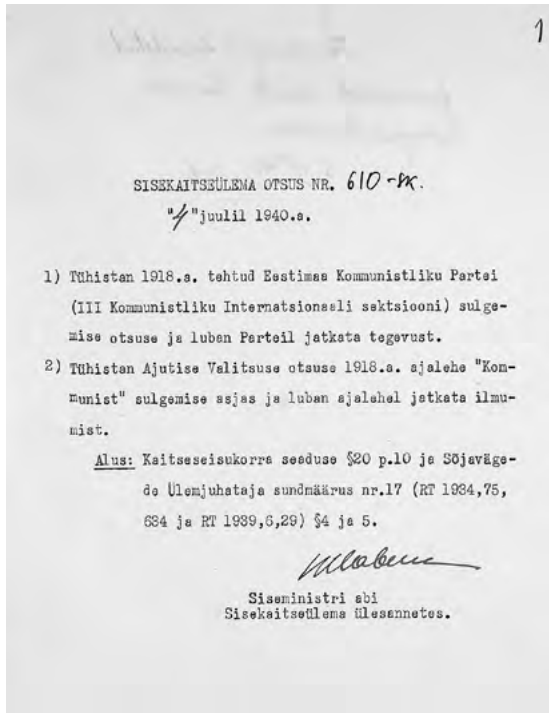 1
SISEKAITSEÜLEMA OTSUS NR. 610-SK.
"4" juulil 1940.a.
1) Tühistan 1918.a. tehtud Eestimaa Kommunistliku Partei
(III Kommunistliku Internatsionaali sektsiooni) sulge-
mise otsuse ja luban Parteil jatkata tegevust.
2) Tühistan Ajutise Valitsuse otsuse 1918.a. ajalehe "Kom-
munist" sulgemise asjas ja luban ajalehel jatkata ilmu-
mist.
Alus: Kaitseseisukorra seaduse §20 p.10 ja Sõjaväge-
de Ülemjuhataja sundmäärus nr.17 (RT 1934,75,
634 ja RT 1939,6,29) §4 ja 5.
Siseministri abi
Sisekaitseülema ülesannetes.